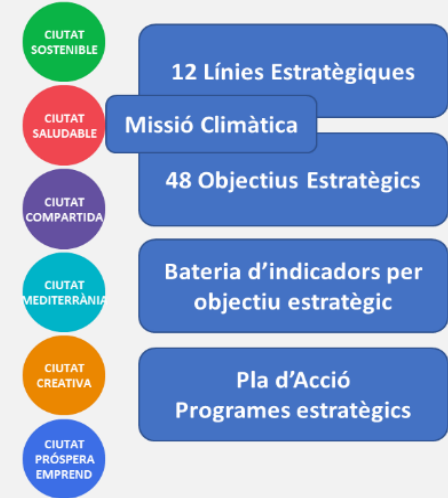 CIUTAT
SOSTENIBLE
CIUTAT
SALUDABLE
CIUTAT
COMPARTIDA
CIUTAT
MEDITERRÀNIA
CIUTAT
CREATIVA
CIUTAT
PRÓSPERA
EMPREND
12 Línies Estratègiques
Missió Climàtica
48 Objectius Estratègics
Bateria d'indicadors per
objectiu estratègic
Pla d'Acció
Programes estratègics